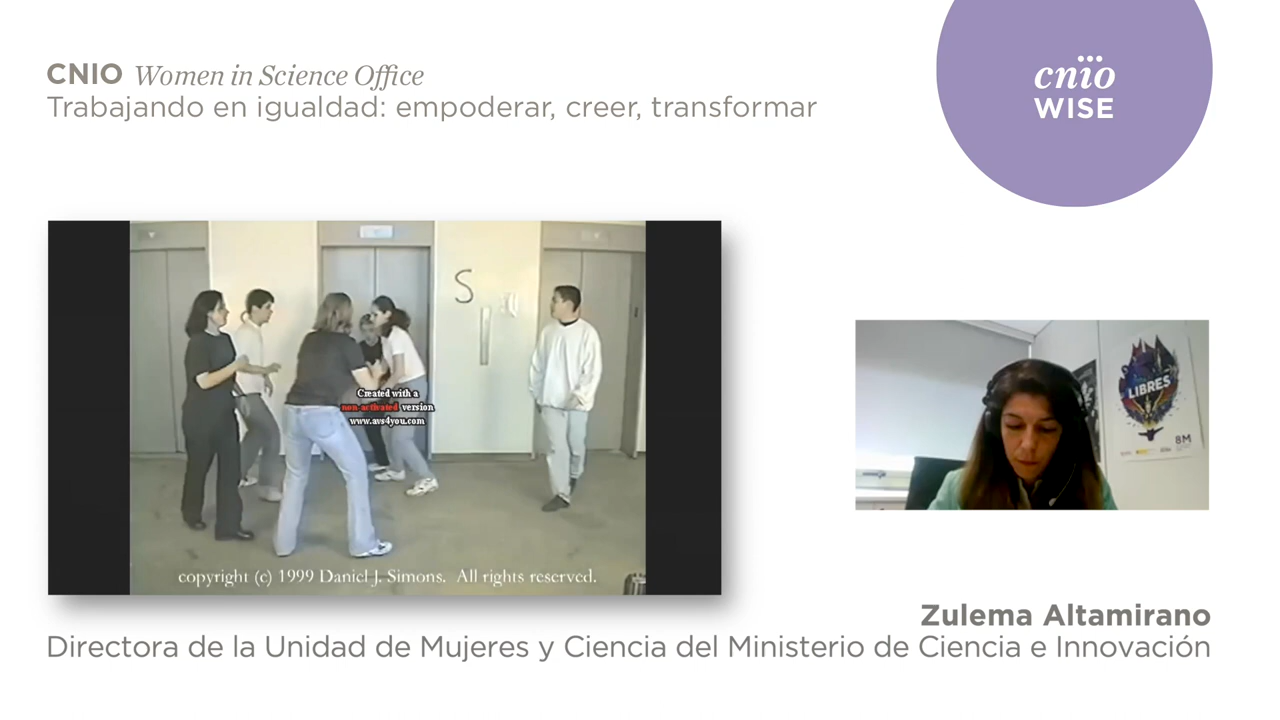 CNIO Women in Science Office
Trabajando en igualdad: empoderar, creer, transformar
cnio
WISE
S
Created with a
non-activated version
www.avs4you.com
copyright (c) 1999 Daniel J. Simons. All rights reserved.
LIBRES
8M
Zulema Altamirano
Directora de la Unidad de Mujeres y Ciencia del Ministerio de Ciencia e Innovación